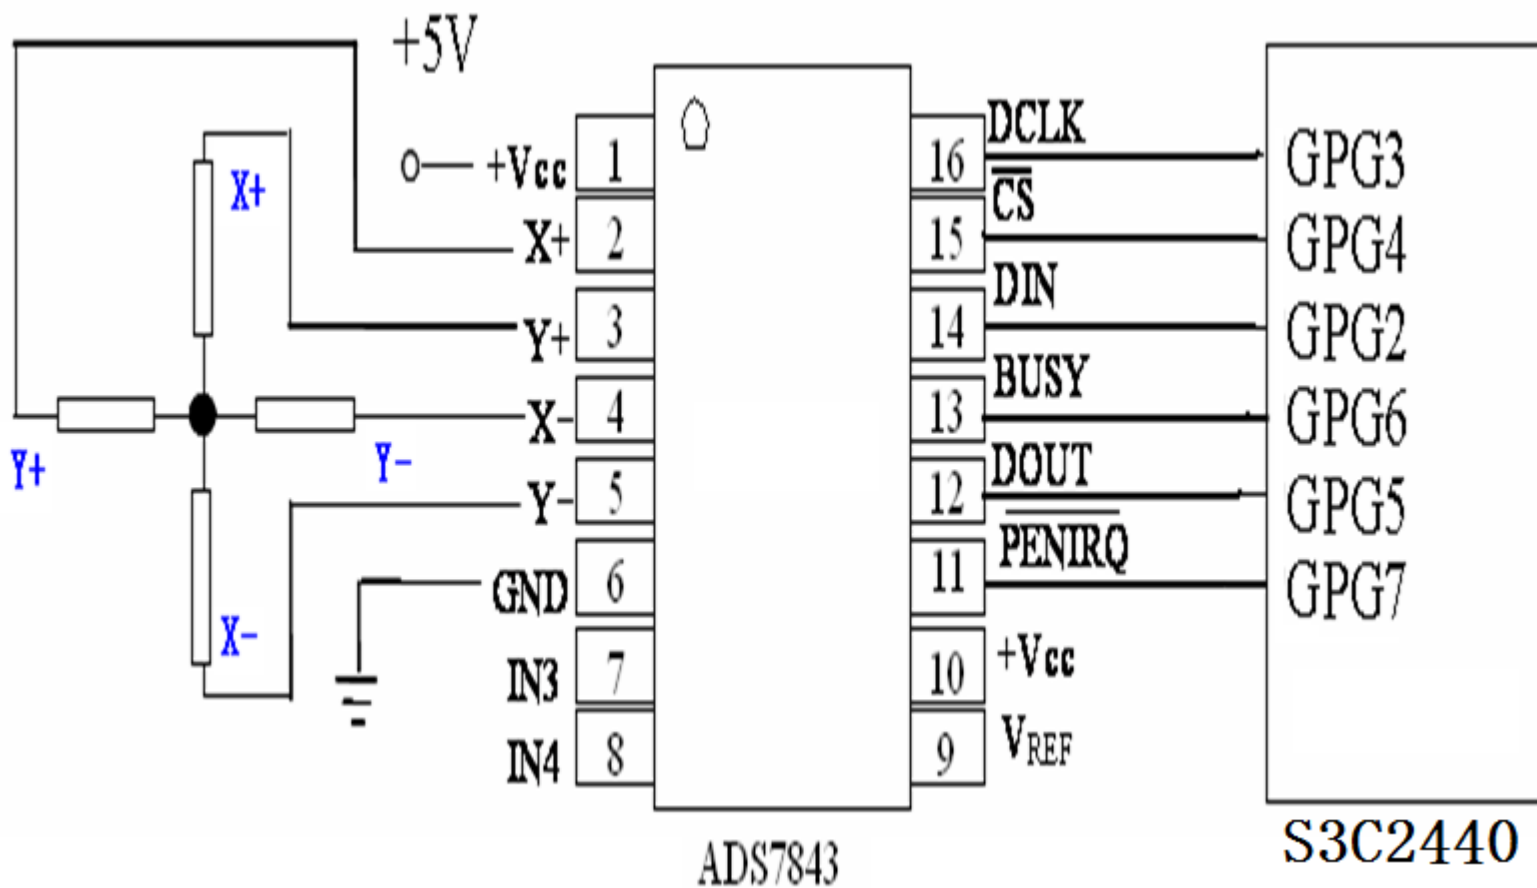 +5V
X+
+Vcc 1
X+ 2
Y+ 3
X- 4
Y+
Y-
Y- 5
GND 6
X-
IN3 7
IN4 8
16 DCLK GPG3
15 CS GPG4
14 DIN GPG2
13 BUSY GPG6
12 DOUT GPG5
11 PENIRQ GPG7
10 +Vcc
9 VREF
ADS7843
S3C2440